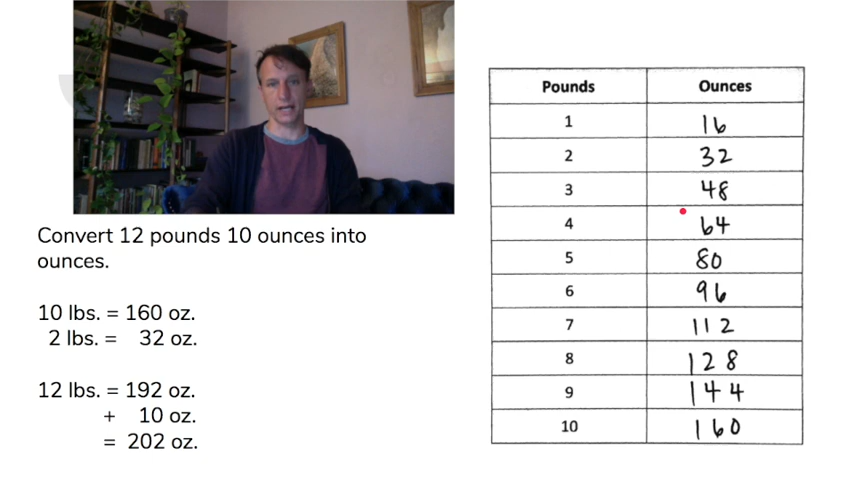 Convert 12 pounds 10 ounces into
ounces.
10 lbs. = 160 oz.
2 lbs. = 32 oz.
12 lbs. = 192 oz.
+ 10 oz.
= 202 oz.
Pounds Ounces
1 16
2 32
3 48
4 64
5 80
6 96
7 112
8 128
9 144
10 160